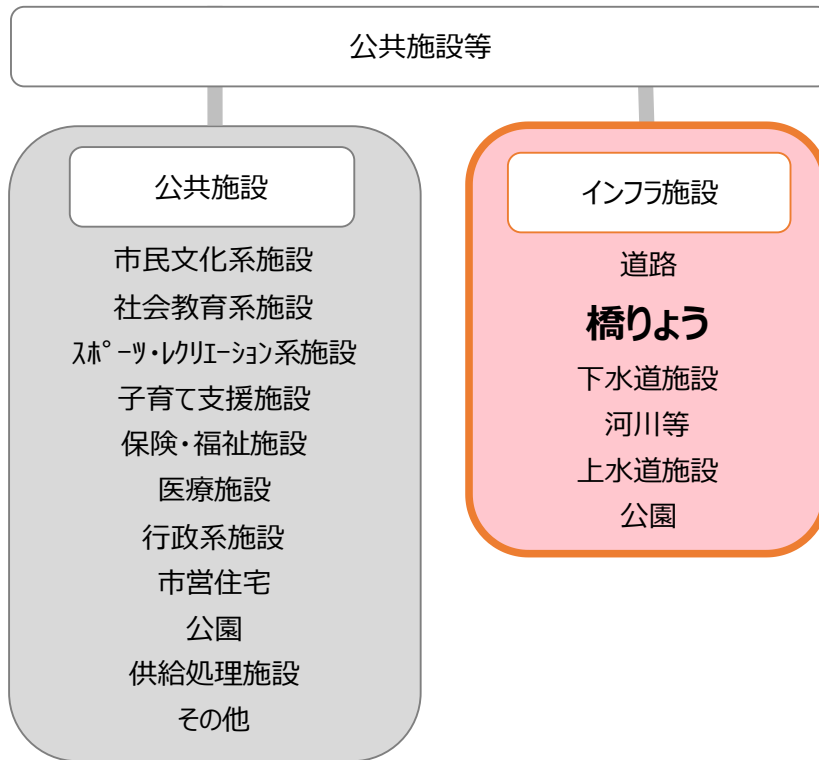 公共施設等
公共施設
市民文化系施設
社会教育系施設
ｽﾎﾟｰﾂ・ﾚｸﾘｴｰｼｮﾝ系施設
子育て支援施設
保険・福祉施設
医療施設
行政系施設
市営住宅
公園
供給処理施設
その他
インフラ施設
道路
橋りょう
下水道施設
河川等
上水道施設
公園